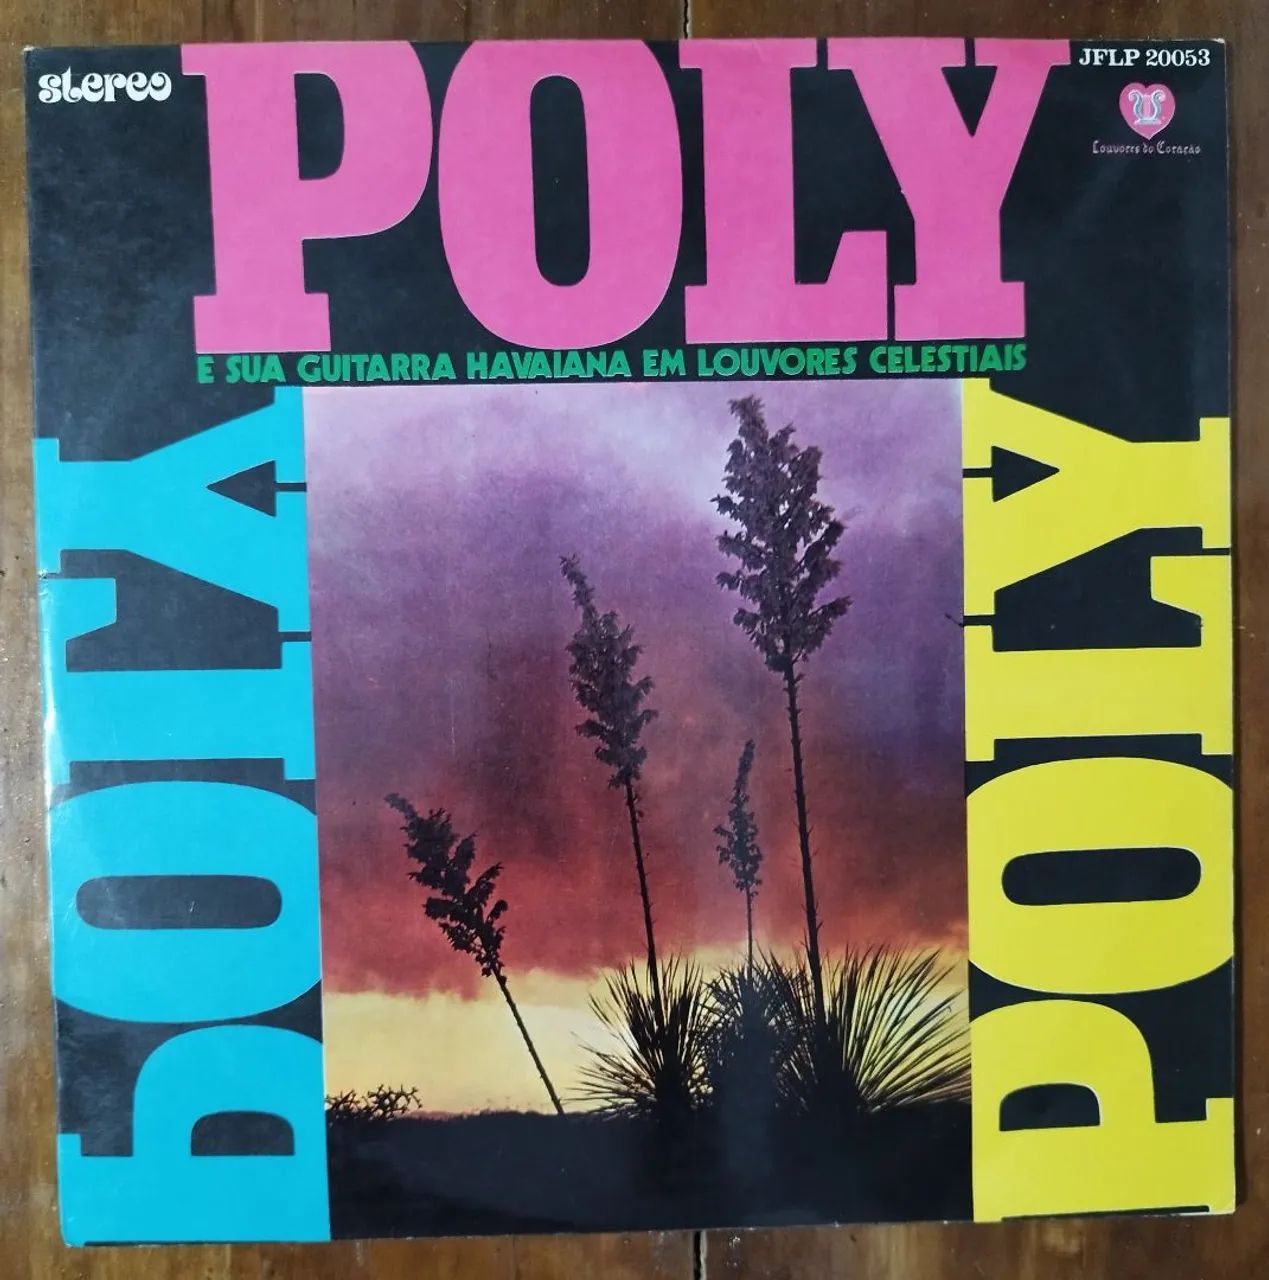 stereo
POLY
JFLP 20053
Louvores do Coração
E SUA GUITARRA HAVAIANA EM LOUVORES CELESTIAIS
POLY
POLY